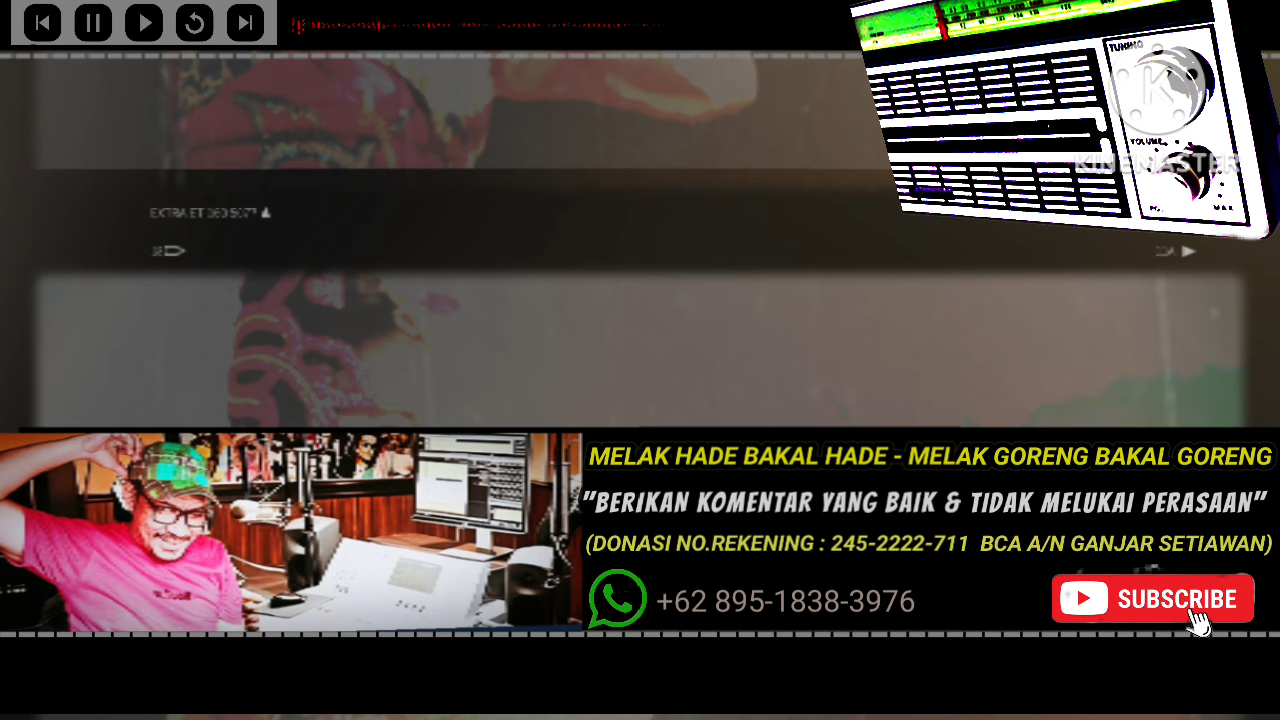 TUNING
VOLUME
KINEMASTER
MAX
MELAK HADE BAKAL HADE - MELAK GORENG BAKAL GORENG
"BERIKAN KOMENTAR YANG BAIK & TIDAK MELUKAI PERASAAN"
(DONASI NO.REKENING : 245-2222-711 BCA A/N GANJAR SETIAWAN)
+62 895-1838-3976
SUBSCRIBE